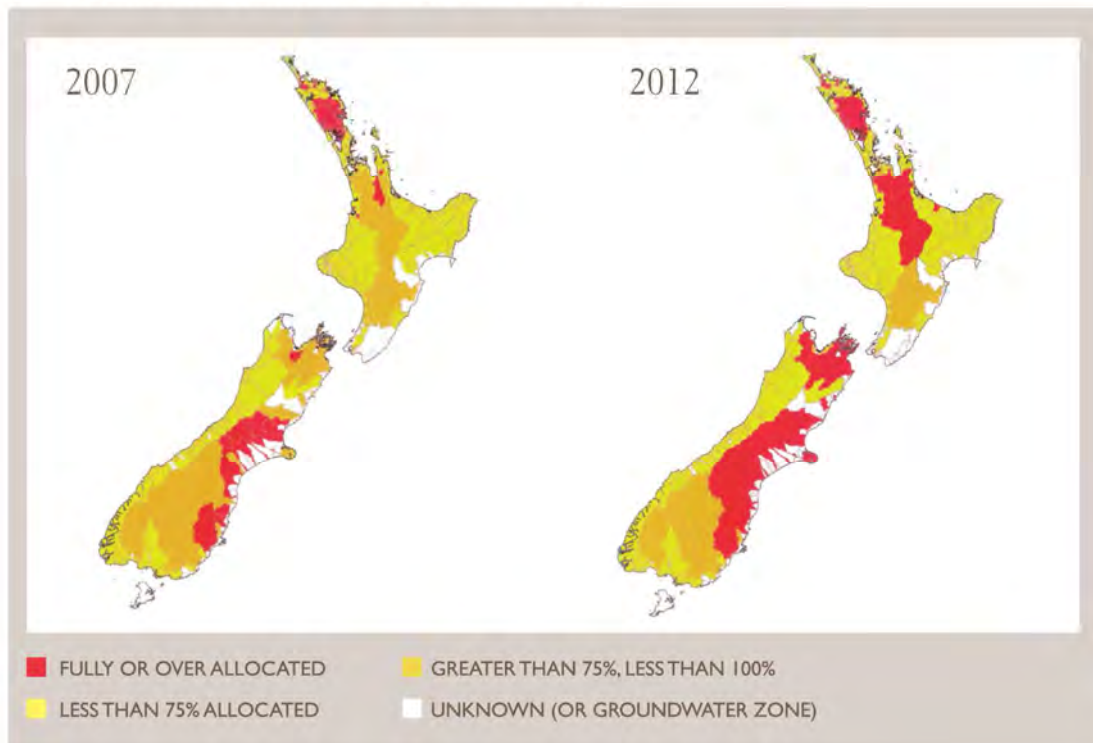 2007
2012
FULLY OR OVER ALLOCATED
GREATER THAN 75%, LESS THAN 100%
LESS THAN 75% ALLOCATED
UNKNOWN (OR GROUNDWATER ZONE)